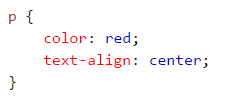 p {
    color: red;
    text-align: center;
}